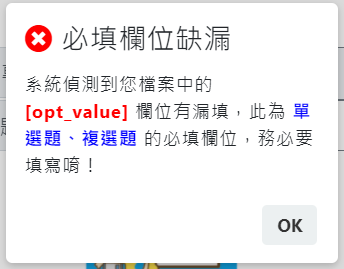 必填欄位缺漏
系統偵測到您檔案中的
[opt_value] 欄位有漏填，此為 單
選題、複選題 的必填欄位，務必要
填寫唷！
OK